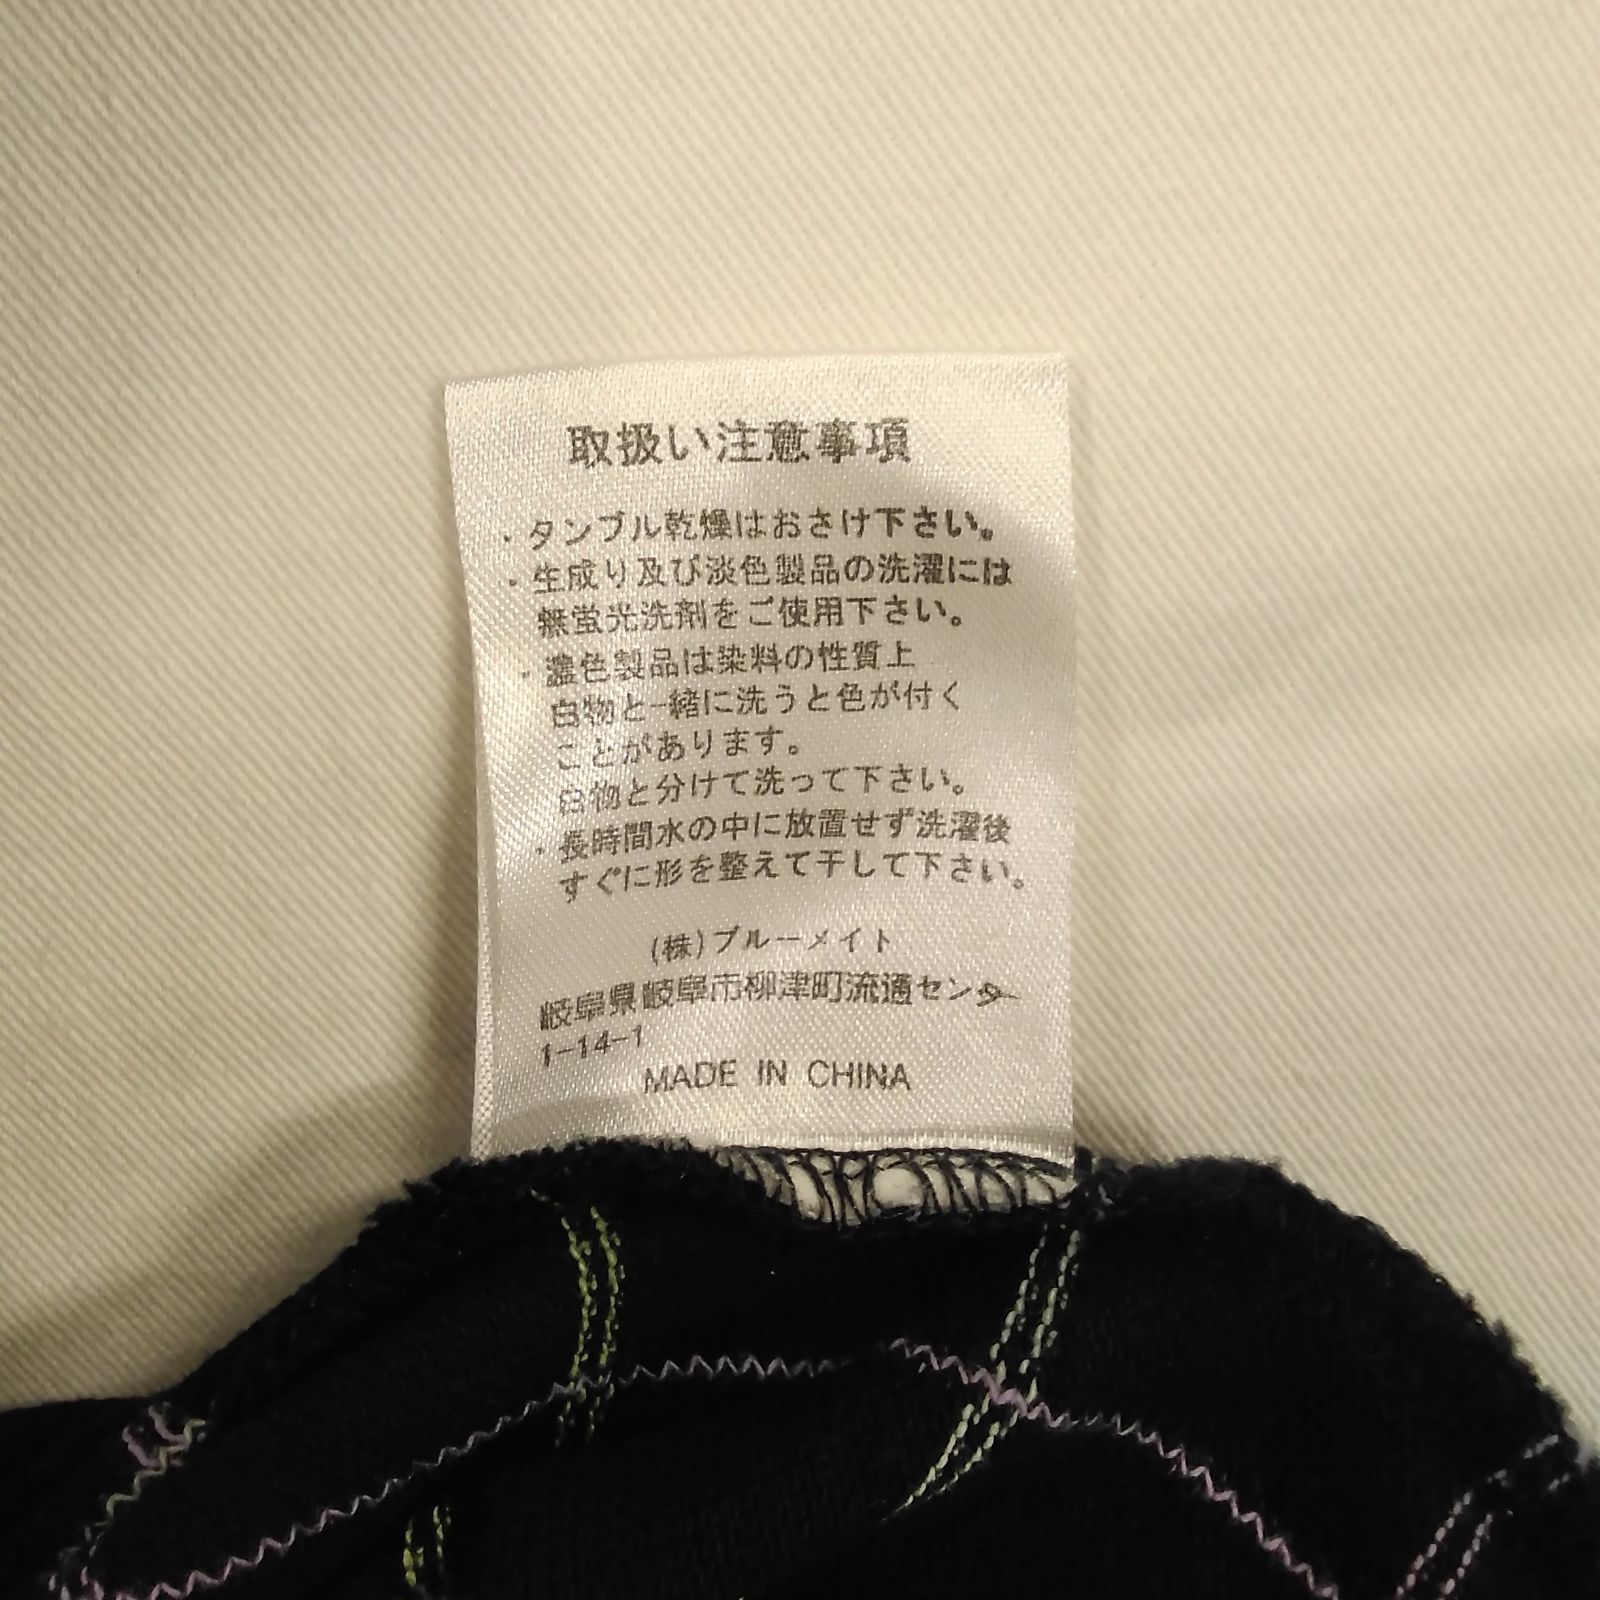 取扱い注意事項
・タンブル乾燥はおさけ下さい。
・生成り及び淡色製品の洗濯には
無蛍光洗剤をご使用下さい。
・濃色製品は染料の性質上
白物と一緒に洗うと色が付く
ことがあります。
白物と分けて洗って下さい。
・長時間水の中に放置せず洗濯後
すぐに形を整えて干して下さい。
(株)ブルーメイト
岐阜県岐阜市柳津町流通センター
1-14-1
MADE IN CHINA